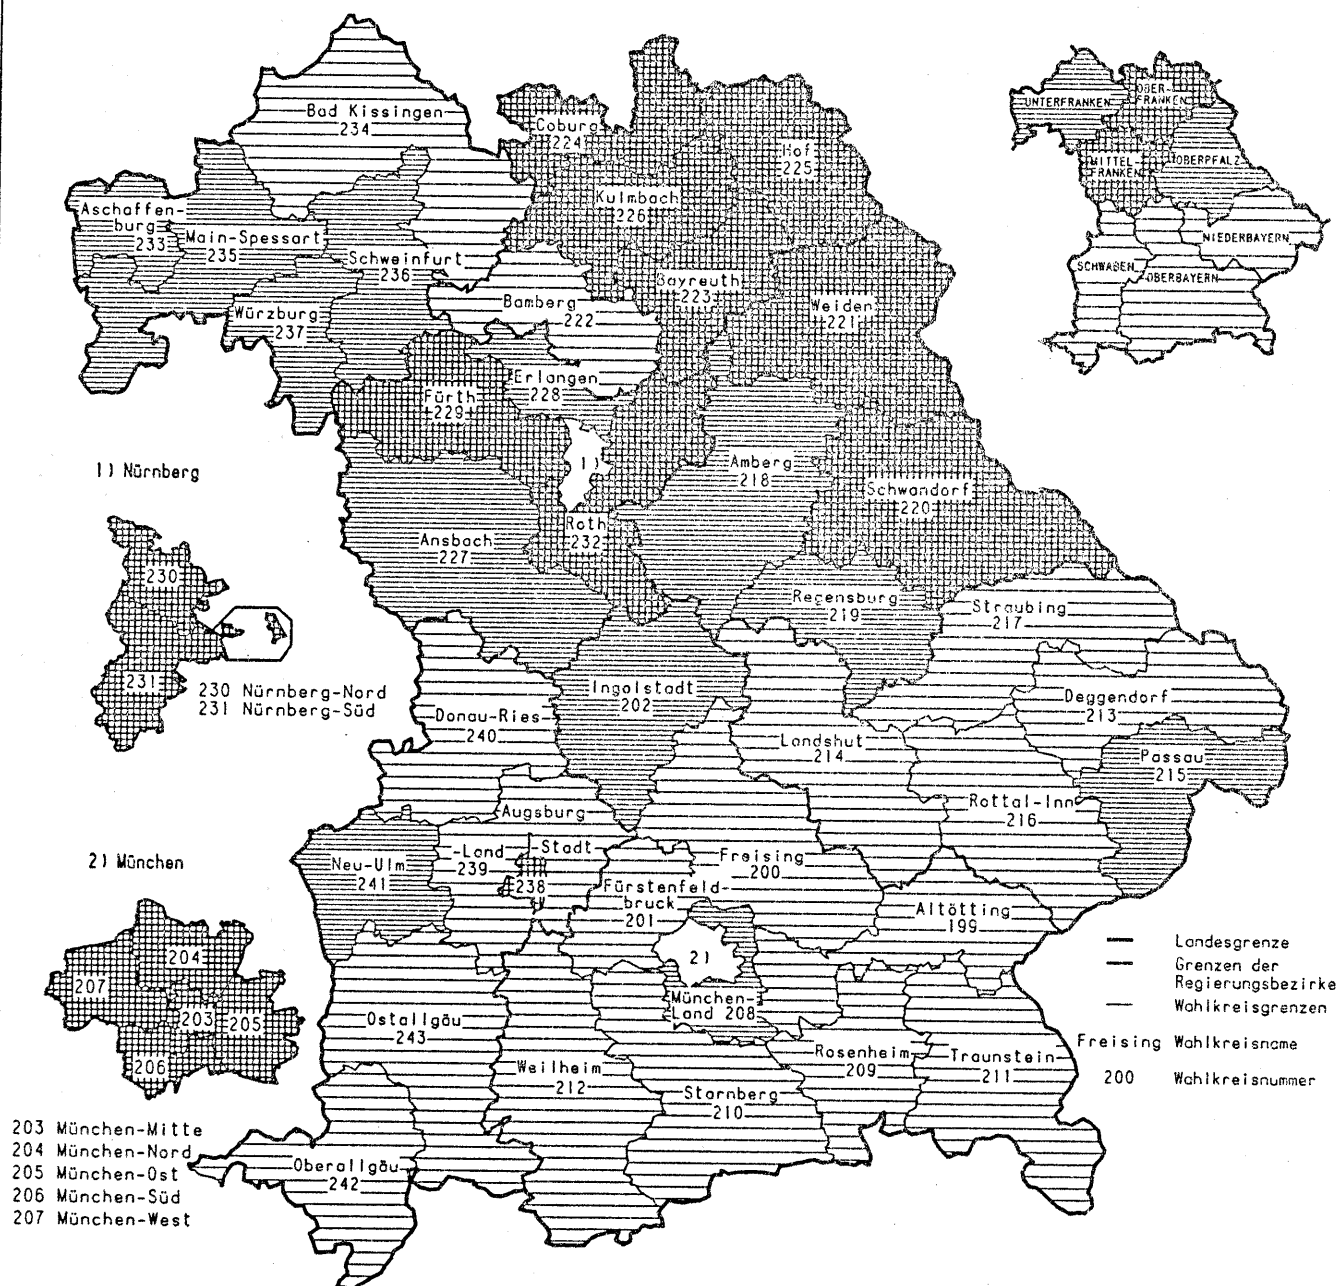 Bad Kissingen
234
Coburg
224
Hof
225
Kulmbach
226
Aschaffen-
burg
233
Main-Spessart
235
Schweinfurt
236
Würzburg
237
Bamberg
222
Bayreuth
223
Weiden
221
Erlangen
228
Fürth
229
1)
Amberg
218
Schwandorf
220
Ansbach
227
Roth
232
Regensburg
219
Straubing
217
Ingolstadt
202
Deggendorf
213
Donau-Ries
240
Landshut
214
Passau
215
Rottal-Inn
216
Augsburg
-Land
239
-Stadt
238
Neu-Ulm
241
Freising
200
Fürstenfeld-
bruck
201
Altötting
199
2)
München-
Land 208
Ostallgäu
243
Weilheim
212
Starnberg
210
Rosenheim
209
Traunstein
211
Oberallgäu
242
UNTERFRANKEN
OBER-
FRANKEN
MITTEL-
FRANKEN
OBERPFALZ
NIEDERBAYERN
SCHWABEN
OBERBAYERN
1) Nürnberg
230
231
230 Nürnberg-Nord
231 Nürnberg-Süd
2) München
204
207
203
205
206
203 München-Mitte
204 München-Nord
205 München-Ost
206 München-Süd
207 München-West
Landesgrenze
Grenzen der
Regierungsbezirke
Wahlkreisgrenzen
Freising Wahlkreisname
200 Wahlkreisnummer